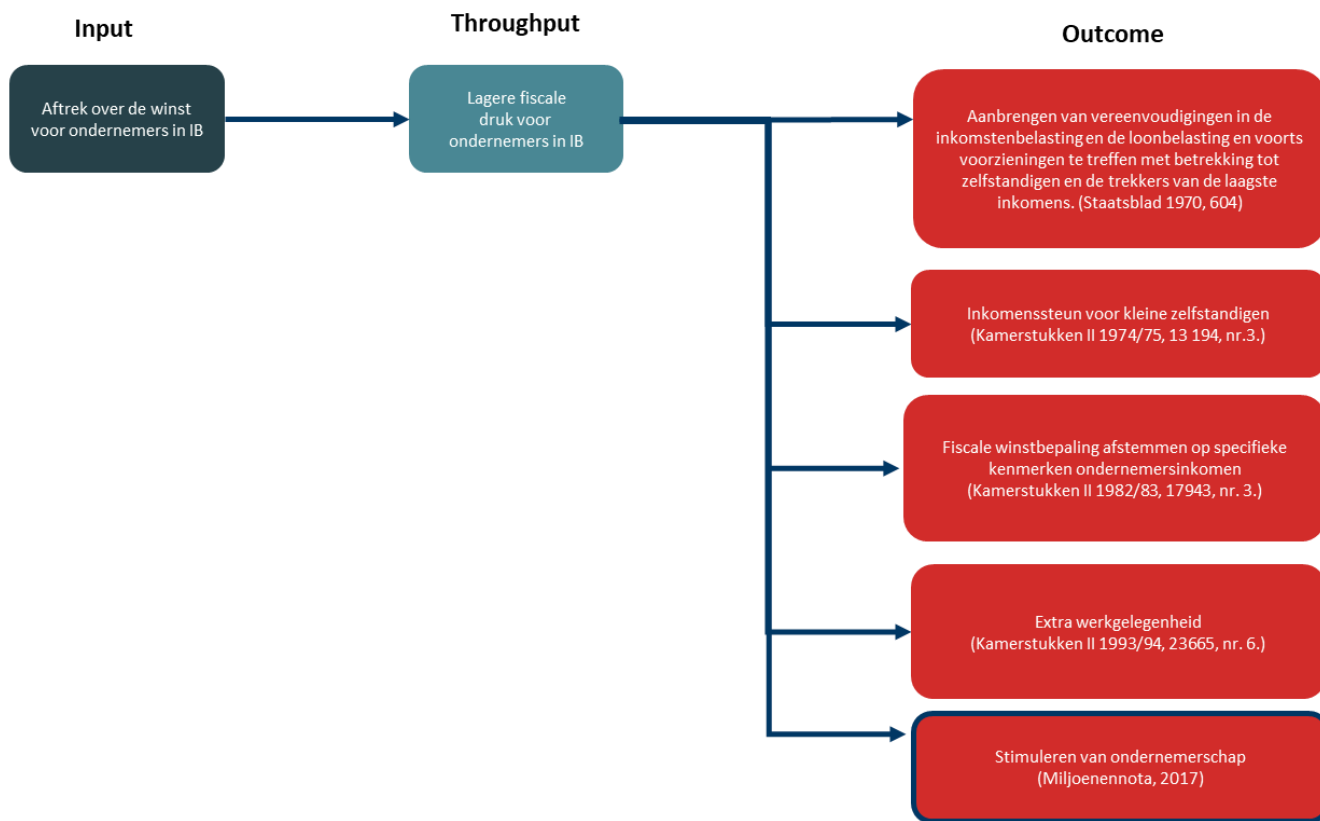 Input
Throughput
Outcome
Aftrek over de winst
voor ondernemers in IB
Lagere fiscale
druk voor
ondernemers in IB
Aanbrengen van vereenvoudigingen in de
inkomstenbelasting en de loonbelasting en voorts
voorzieningen te treffen met betrekking tot
zelfstandigen en de trekkers van de laagste
inkomens. (Staatsblad 1970, 604)
Inkomenssteun voor kleine zelfstandigen
(Kamerstukken II 1974/75, 13 194, nr.3.)
Fiscale winstbepaling afstemmen op specifieke
kenmerken ondernemersinkomen
(Kamerstukken II 1982/83, 17943, nr. 3.)
Extra werkgelegenheid
(Kamerstukken II 1993/94, 23665, nr. 6.)
Stimuleren van ondernemerschap
(Miljoenennota, 2017)